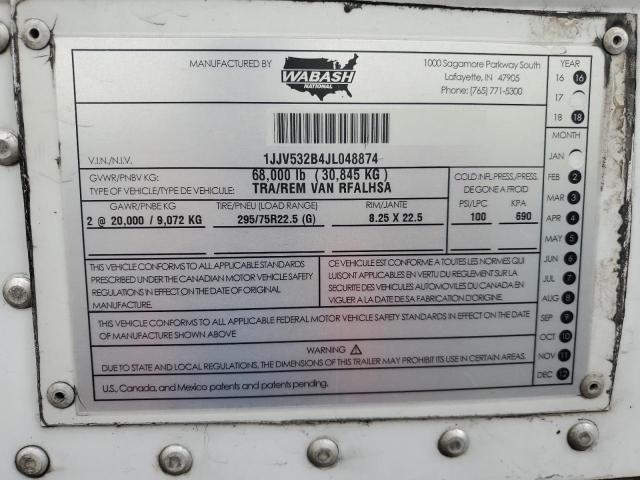 MANUFACTURED BY
WABASH
NATIONAL
1000 Sagamore Parkway South
Lafayette, IN 47905
Phone: (765) 771-5300
V.I.N./N.I.V. 1JJV532B4JL048874
GVWR/PNBV KG: 68,000 lb ( 30,845 KG )
TYPE OF VEHICLE/TYPE DE VEHICULE: TRA/REM VAN RFALHSA
COLD INFL.PRESS./PRESS.
DE GONE A FROID
GAWR/PNBE KG TIRE/PNEU (LOAD RANGE) RIM/JANTE PSI/LPC KPA
2 @ 20,000 / 9,072 KG 295/75R22.5 (G) 8.25 X 22.5 100 690
THIS VEHICLE CONFORMS TO ALL APPLICABLE STANDARDS
PRESCRIBED UNDER THE CANADIAN MOTOR VEHICLE SAFETY
REGULATIONS IN EFFECT ON THE DATE OF ORIGINAL
MANUFACTURE.
CE VEHICULE EST CONFORME A TOUTES LES NORMES QUI
LUISONT APPLICABLES EN VERTU DU REGLEMENT SUR LA
SECURITE DES VEHICULES AUTOMOBILES DU CANADA EN
VIGUER A LA DATE DE SA FABRICATION D'ORIGINE.
THIS VEHICLE CONFORMS TO ALL APPLICABLE FEDERAL MOTOR VEHICLE SAFETY STANDARDS IN EFFECT ON THE DATE
OF MANUFACTURE SHOWN ABOVE
WARNING
DUE TO STATE AND LOCAL REGULATIONS, THE DIMENSIONS OF THIS TRAILER MAY PROHIBIT ITS USE IN CERTAIN AREAS.
U.S., Canada, and Mexico patents and patents pending.
YEAR
16 16
17
18 18
MONTH
JAN
FEB 2
MAR 3
APR 4
MAY 5
JUN 6
JUL 7
AUG 8
SEP 9
OCT 10
NOV 11
DEC 12